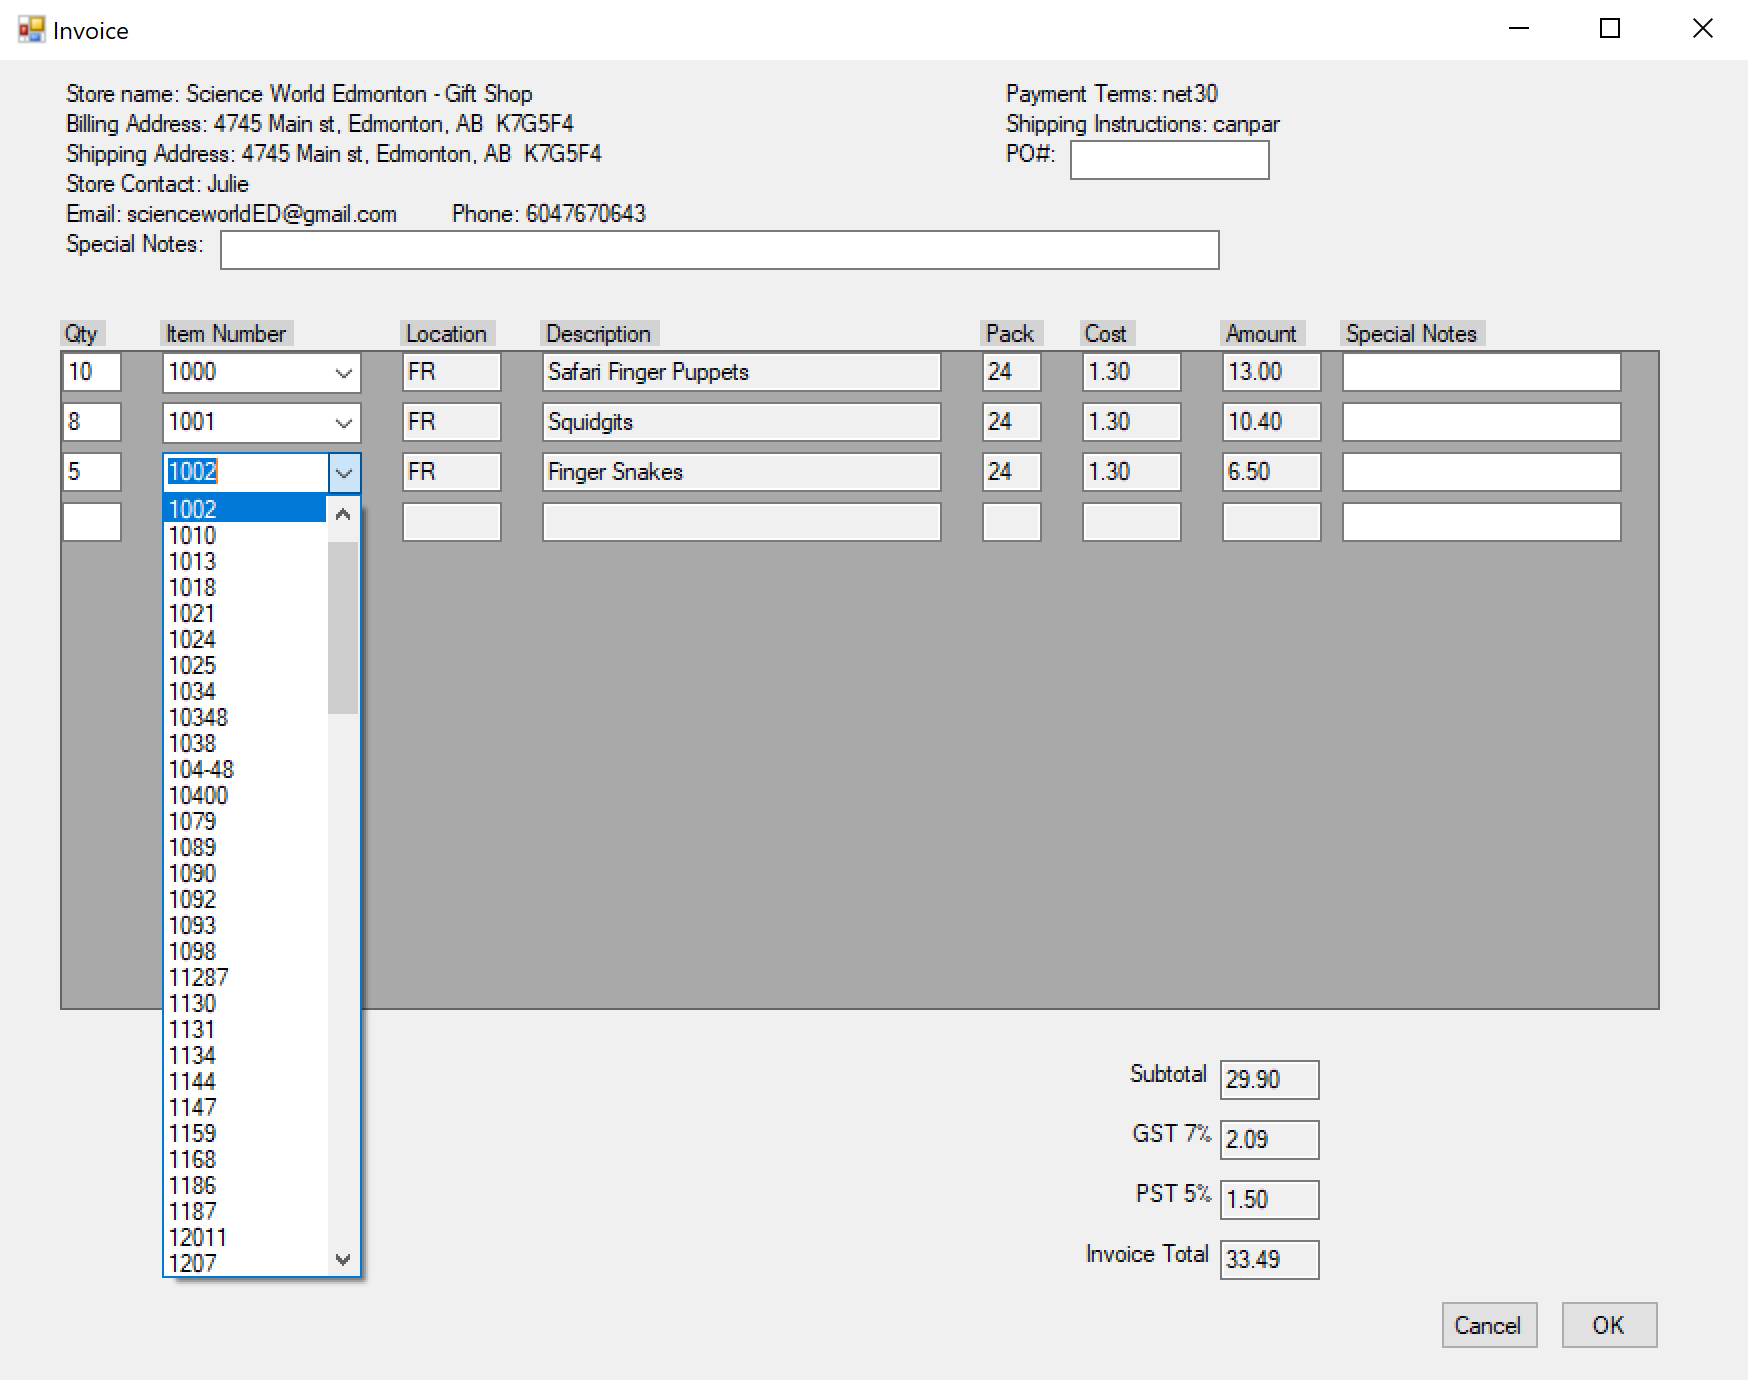 Invoice
Store name: Science World Edmonton - Gift Shop
Billing Address: 4745 Main st, Edmonton, AB  K7G5F4
Shipping Address: 4745 Main st, Edmonton, AB  K7G5F4
Store Contact: Julie
Email: scienceworldED@gmail.com Phone: 6047670643
Special Notes:
Payment Terms: net30
Shipping Instructions: canpar
PO#:
Qty Item Number Location Description Pack Cost Amount Special Notes
10 1000 FR Safari Finger Puppets 24 1.30 13.00
8 1001 FR Squidgits 24 1.30 10.40
5 1002 FR Finger Snakes 24 1.30 6.50
1002
1010
1013
1018
1021
1024
1025
1034
10348
1038
104-48
10400
1079
1089
1090
1092
1093
1098
11287
1130
1131
1134
1144
1147
1159
1168
1186
1187
12011
1207
Subtotal 29.90
GST 7% 2.09
PST 5% 1.50
Invoice Total 33.49
Cancel OK